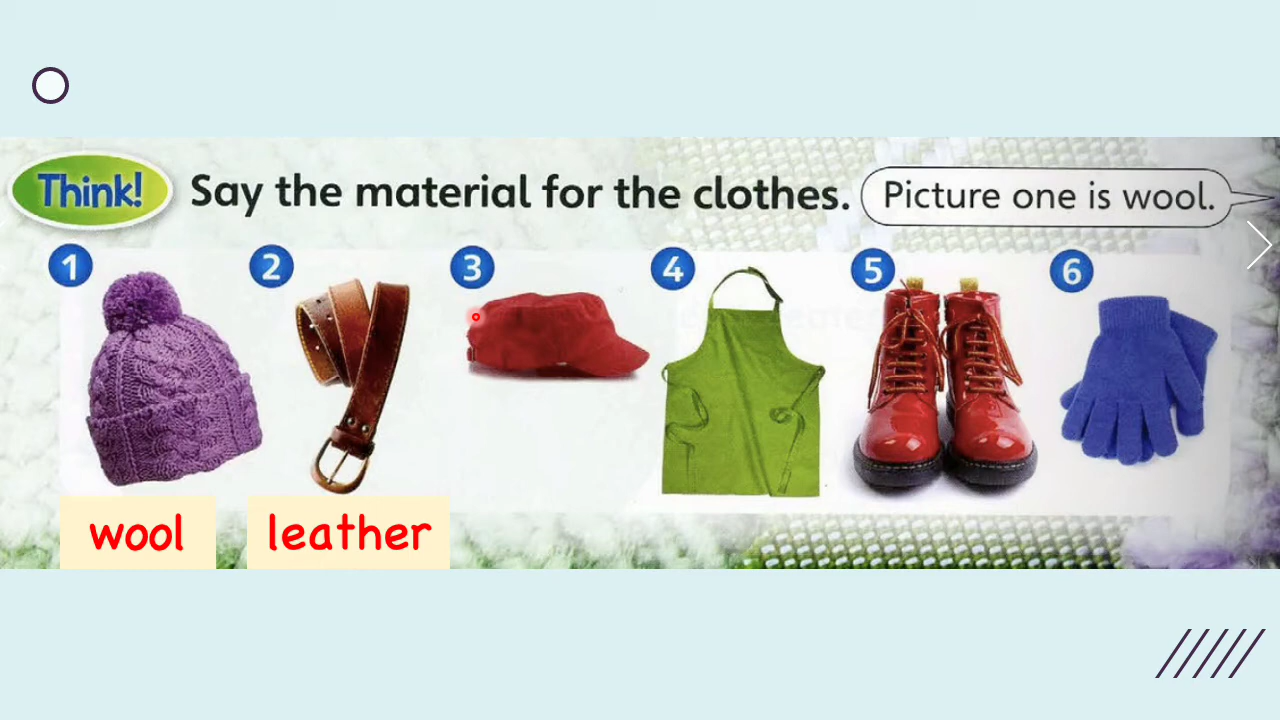 Think! Say the material for the clothes. Picture one is wool.
1 2 3 4 5 6
wool leather